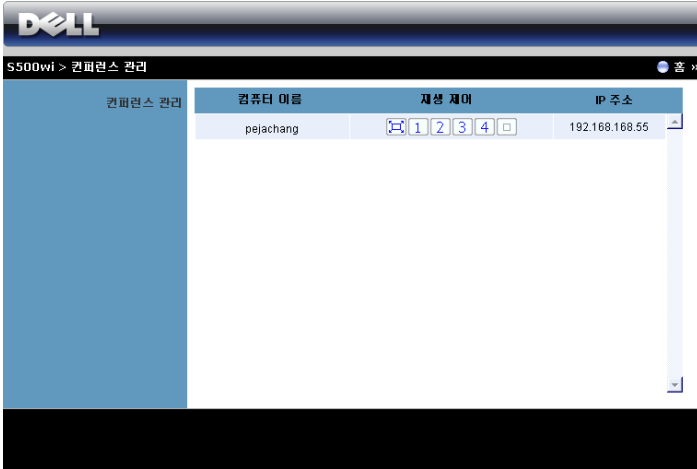 DELL
S500wi > 컨퍼런스 관리
홈 »
컨퍼런스 관리
컴퓨터 이름 재생 제어 IP 주소
pejachang 1 2 3 4 192.168.168.55